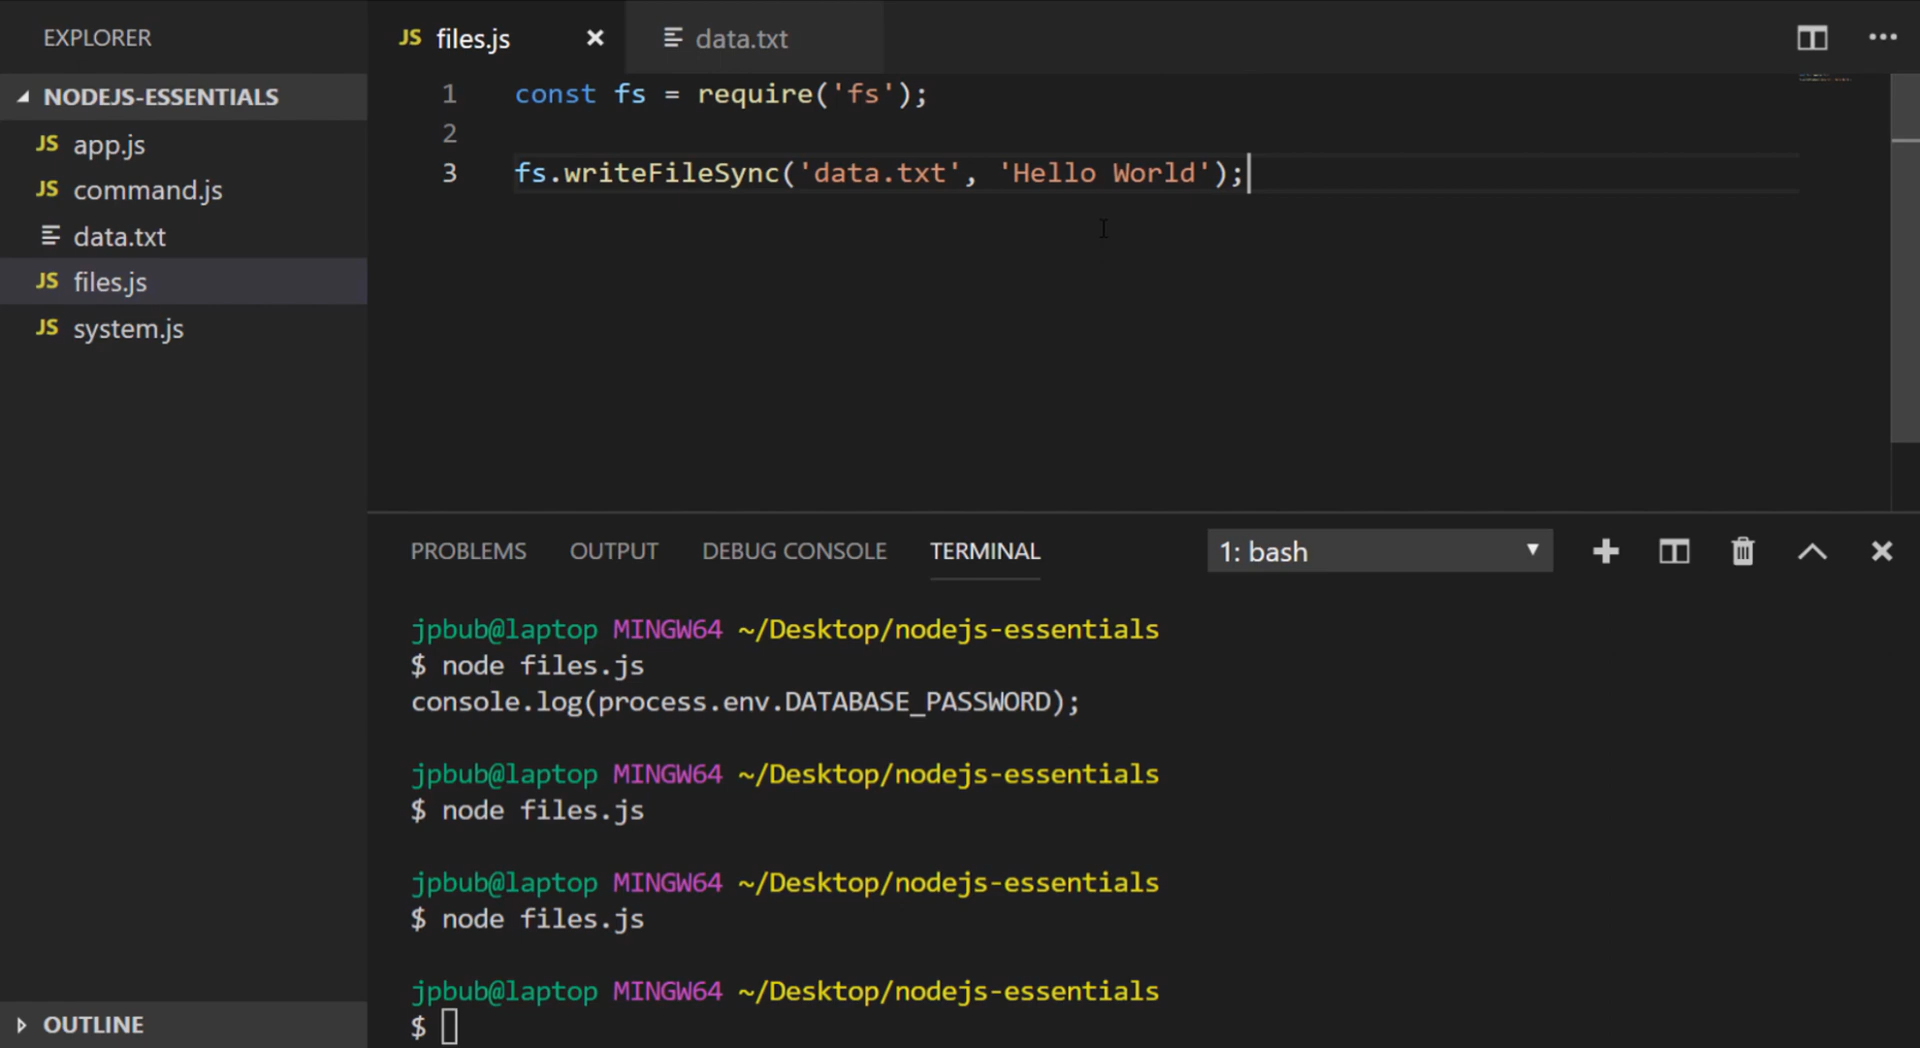 EXPLORER
NODEJS-ESSENTIALS
JS app.js
JS command.js
data.txt
JS files.js
JS system.js
OUTLINE
JS files.js
data.txt
1 const fs = require('fs');
2
3 fs.writeFileSync('data.txt', 'Hello World');
PROBLEMS OUTPUT DEBUG CONSOLE TERMINAL 1: bash
jpbub@laptop MINGW64 ~/Desktop/nodejs-essentials
$ node files.js
console.log(process.env.DATABASE_PASSWORD);
jpbub@laptop MINGW64 ~/Desktop/nodejs-essentials
$ node files.js
jpbub@laptop MINGW64 ~/Desktop/nodejs-essentials
$ node files.js
jpbub@laptop MINGW64 ~/Desktop/nodejs-essentials
$